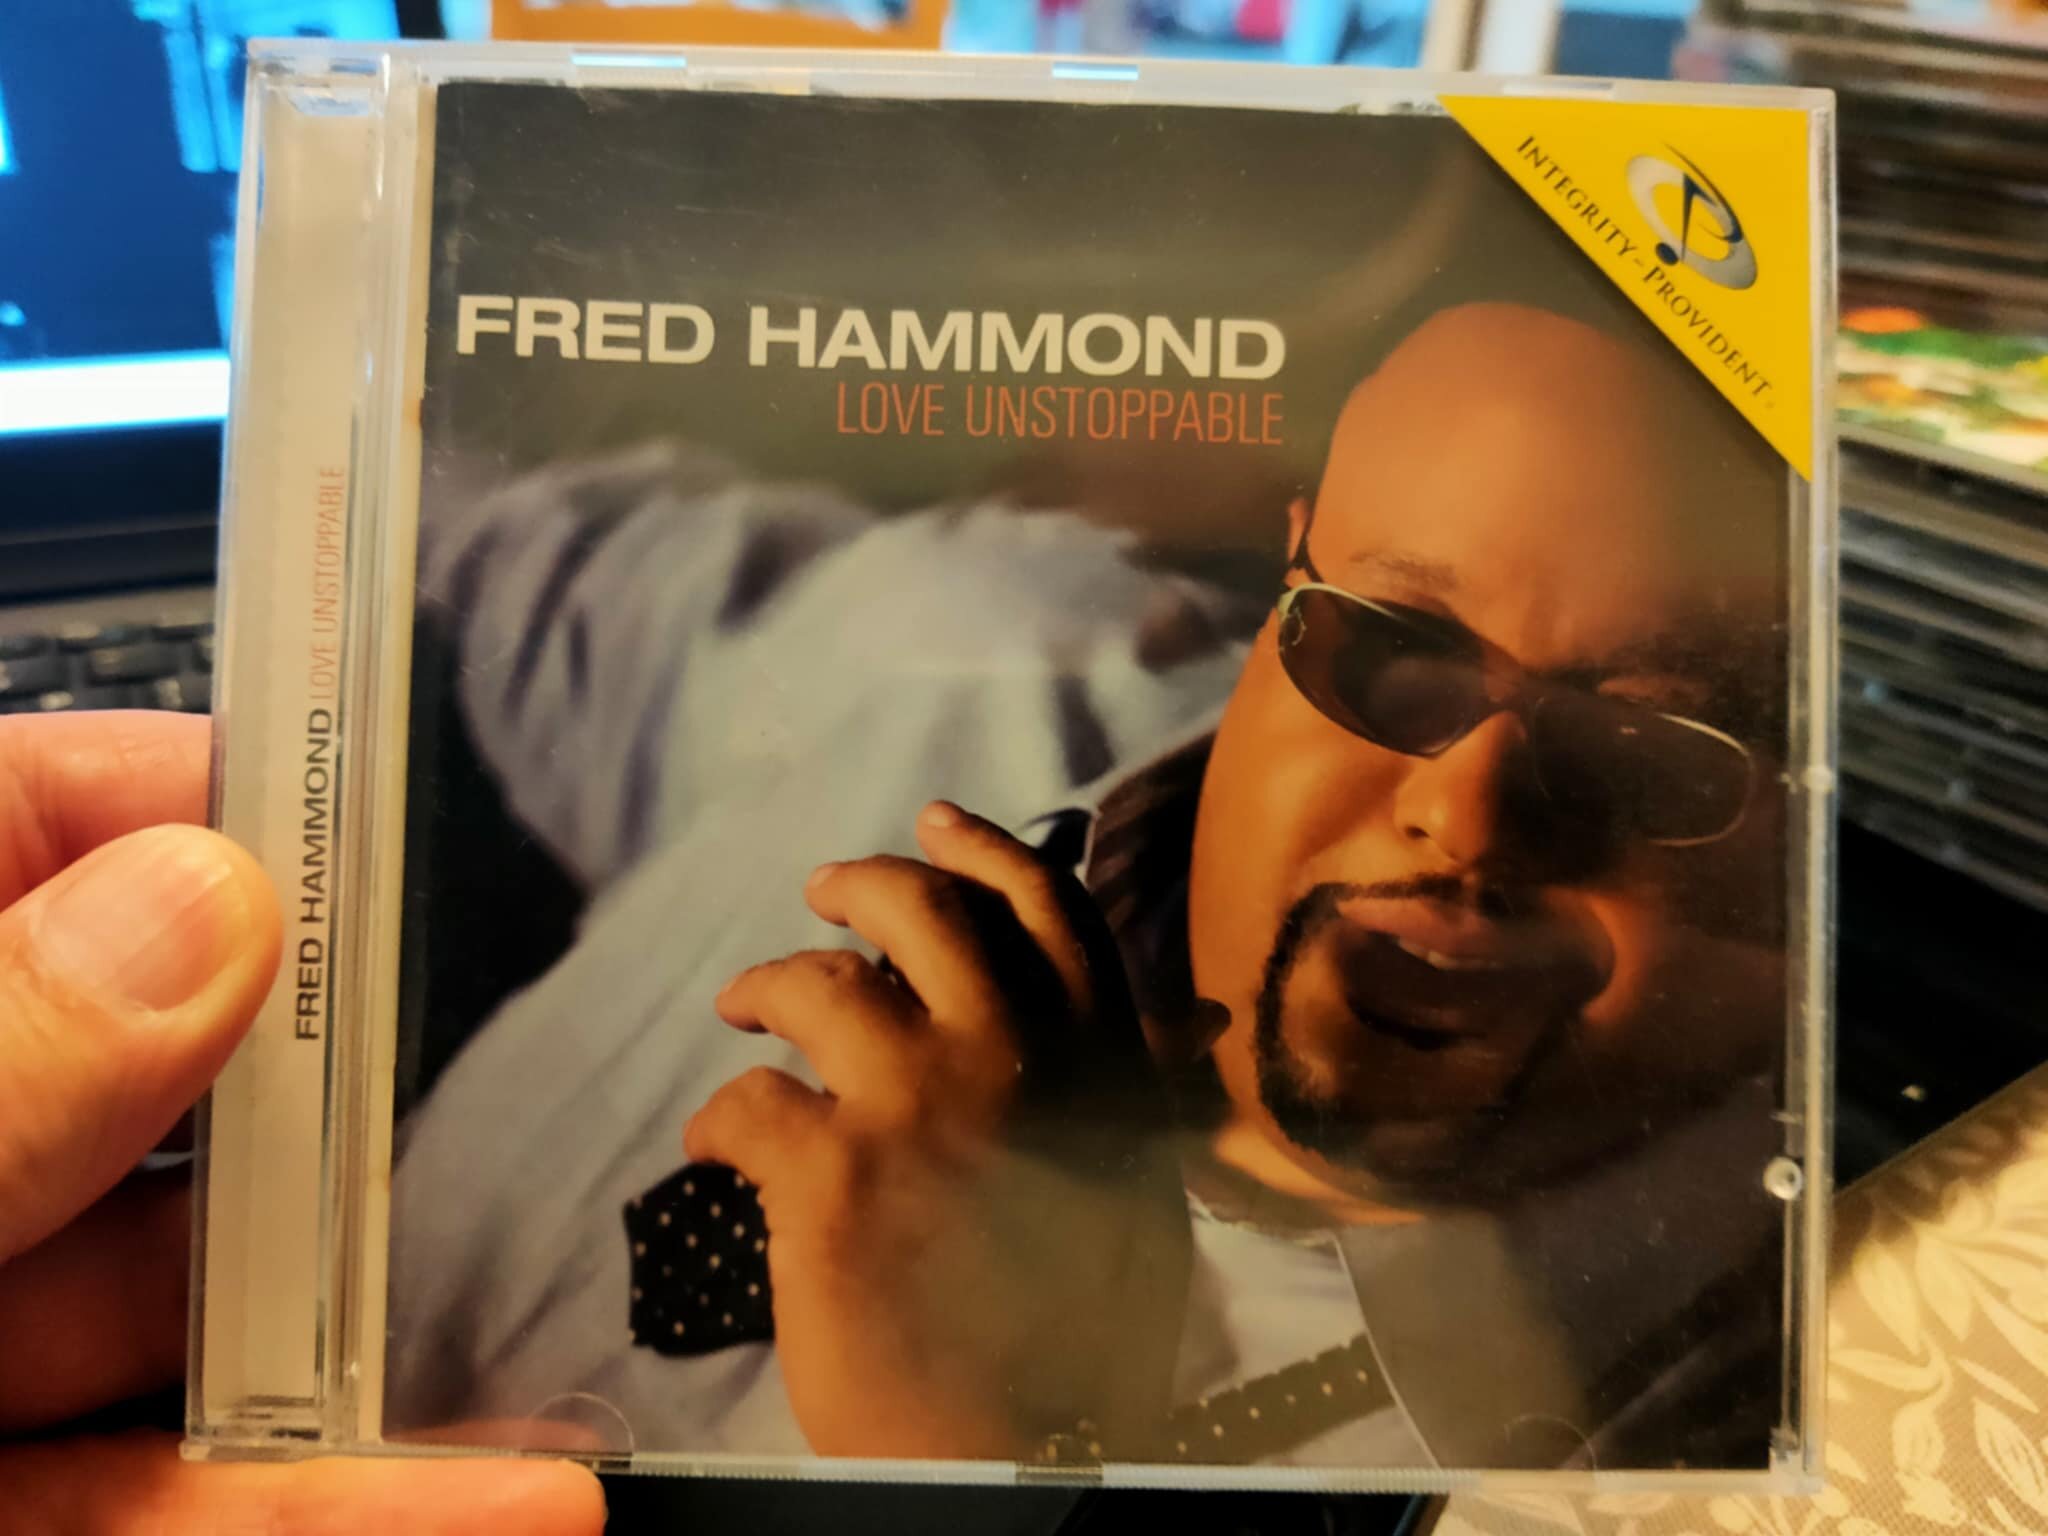 FRED HAMMOND
LOVE UNSTOPPABLE
INTEGRITY - PROVIDENT
FRED HAMMOND LOVE UNSTOPPABLE